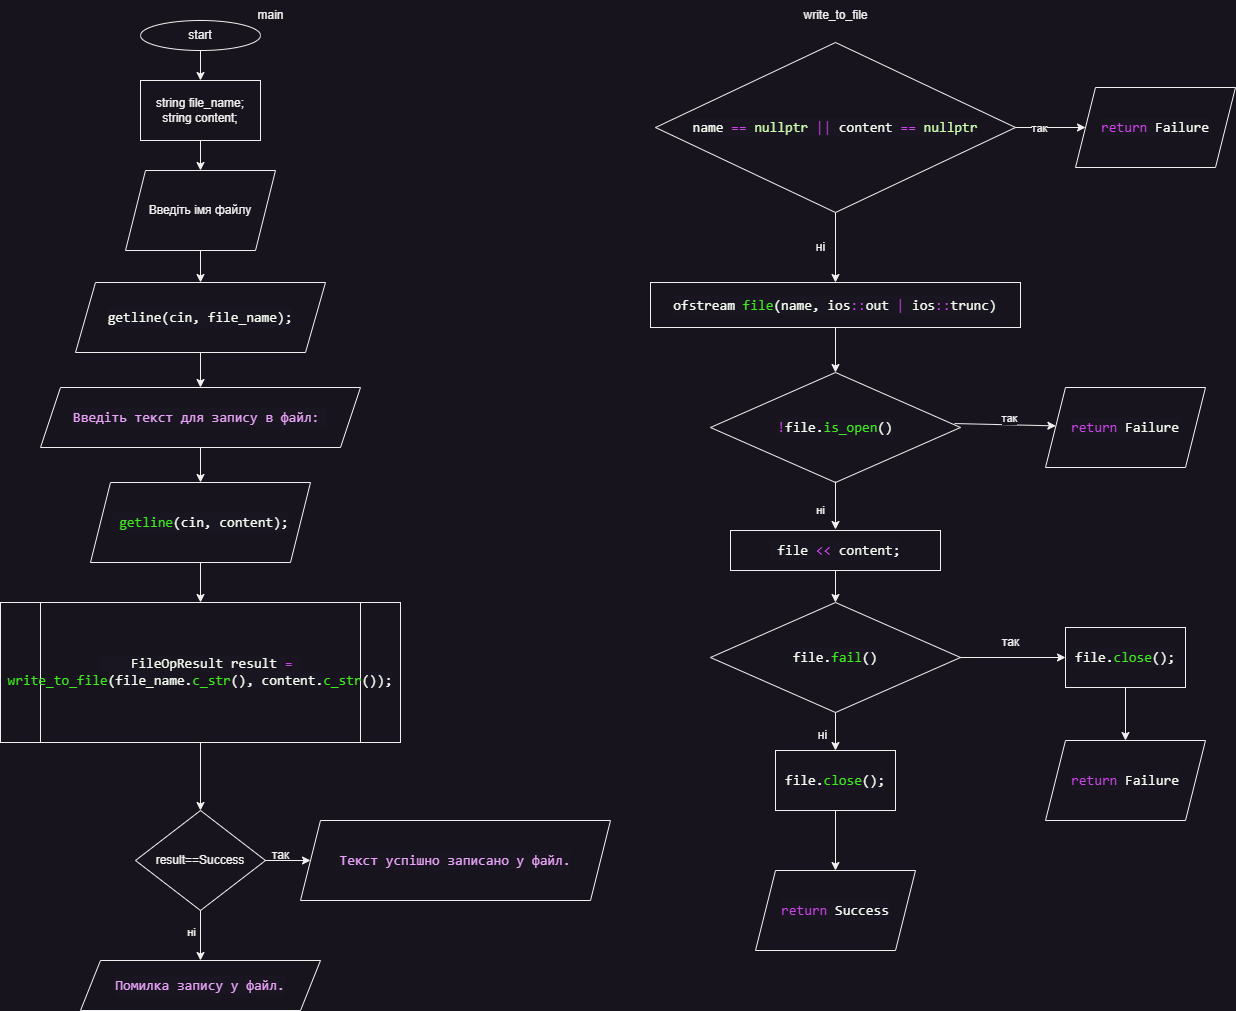 main
start
string file_name;
string content;
Введіть імя файлу
getline(cin, file_name);
Введіть текст для запису в файл:
getline(cin, content);
FileOpResult result =
write_to_file(file_name.c_str(), content.c_str());
result==Success
так
Текст успішно записано у файл.
ні
Помилка запису у файл.
write_to_file
name == nullptr || content == nullptr
так
return Failure
ні
ofstream file(name, ios::out | ios::trunc)
!file.is_open()
так
return Failure
ні
file << content;
file.fail()
так
file.close();
return Failure
ні
file.close();
return Success